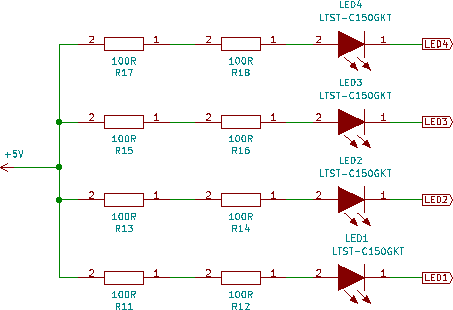 LED4
LTST-C150GKT
2 1 2 1 2 1 LED4
100R 100R
R17 R18
LED3
LTST-C150GKT
2 1 2 1 2 1 LED3
100R 100R
R15 R16
+5V
LED2
LTST-C150GKT
2 1 2 1 2 1 LED2
100R 100R
R13 R14
LED1
LTST-C150GKT
2 1 2 1 2 1 LED1
100R 100R
R11 R12